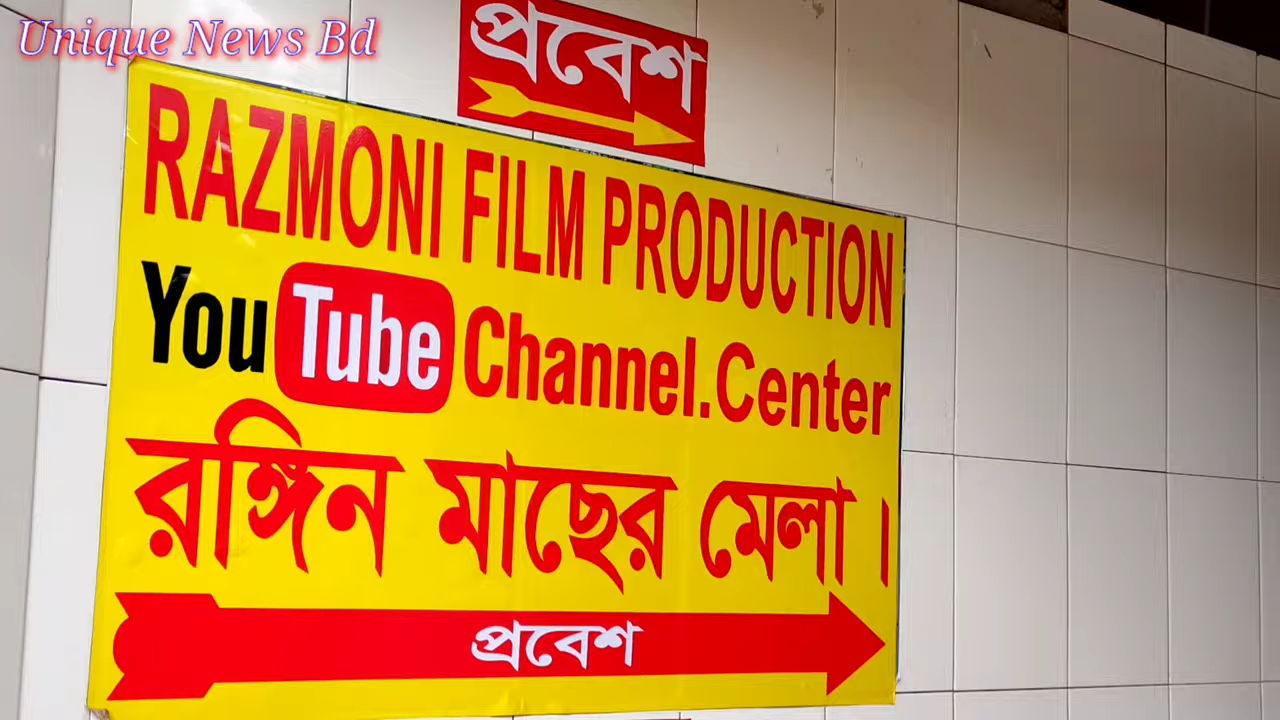 Unique News Bd
প্রবেশ
RAZMONI FILM PRODUCTION
YouTube Channel.Center
রঙ্গিন মাছের মেলা।
প্রবেশ